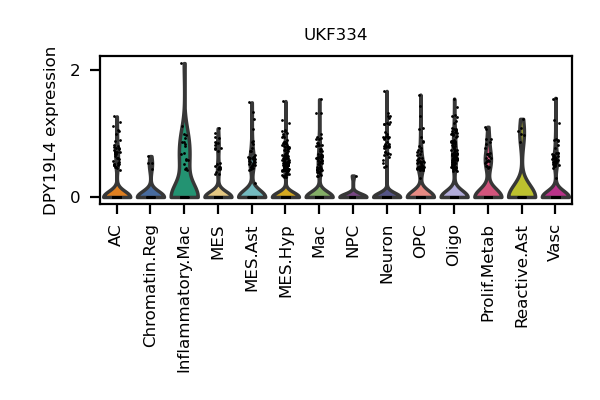 UKF334
DPY19L4 expression
2
0
AC
Chromatin.Reg
Inflammatory.Mac
MES
MES.Ast
MES.Hyp
Mac
NPC
Neuron
OPC
Oligo
Prolif.Metab
Reactive.Ast
Vasc